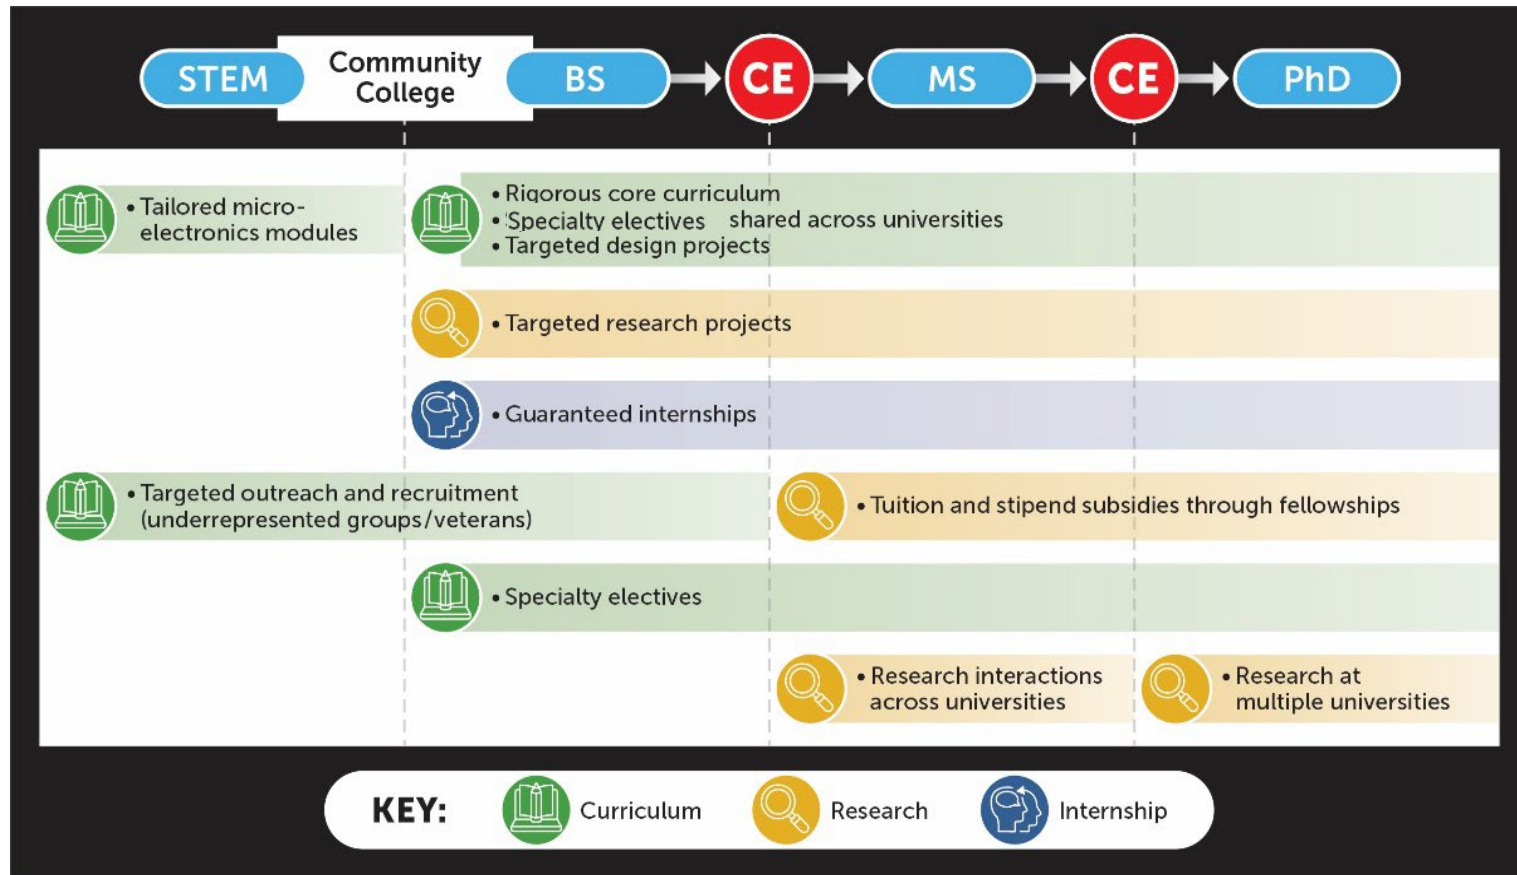 STEM
Community
College
BS
CE
MS
CE
PhD
• Tailored micro-
electronics modules
• Rigorous core curriculum
• Specialty electives shared across universities
• Targeted design projects
• Targeted research projects
• Guaranteed internships
• Targeted outreach and recruitment
(underrepresented groups/veterans)
• Tuition and stipend subsidies through fellowships
• Specialty electives
• Research interactions
across universities
• Research at
multiple universities
KEY:
Curriculum
Research
Internship